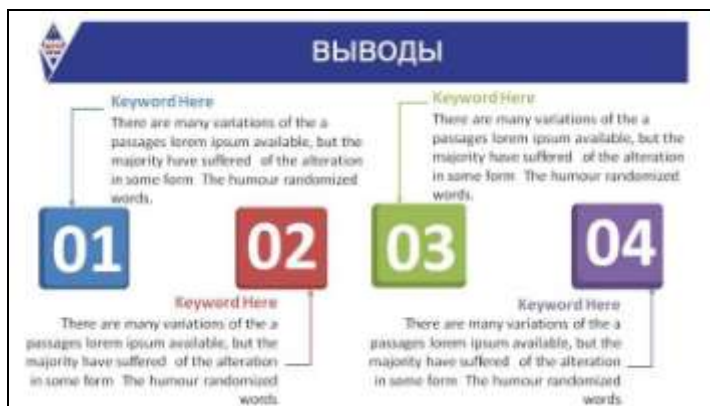 ВЫВОДЫ
Keyword Here
There are many variations of the a
passages lorem ipsum available, but the
majority have suffered of the alteration
in some form The humour randomized
words.
Keyword Here
There are many variations of the a
passages lorem ipsum available, but the
majority have suffered of the alteration
in some form The humour randomized
words.
01
02
03
04
Keyword Here
There are many variations of the a
passages lorem ipsum available, but the
majority have suffered of the alteration
in some form The humour randomized
words
Keyword Here
There are many variations of the a
passages lorem ipsum available, but the
majority have suffered of the alteration
in some form The humour randomized
words